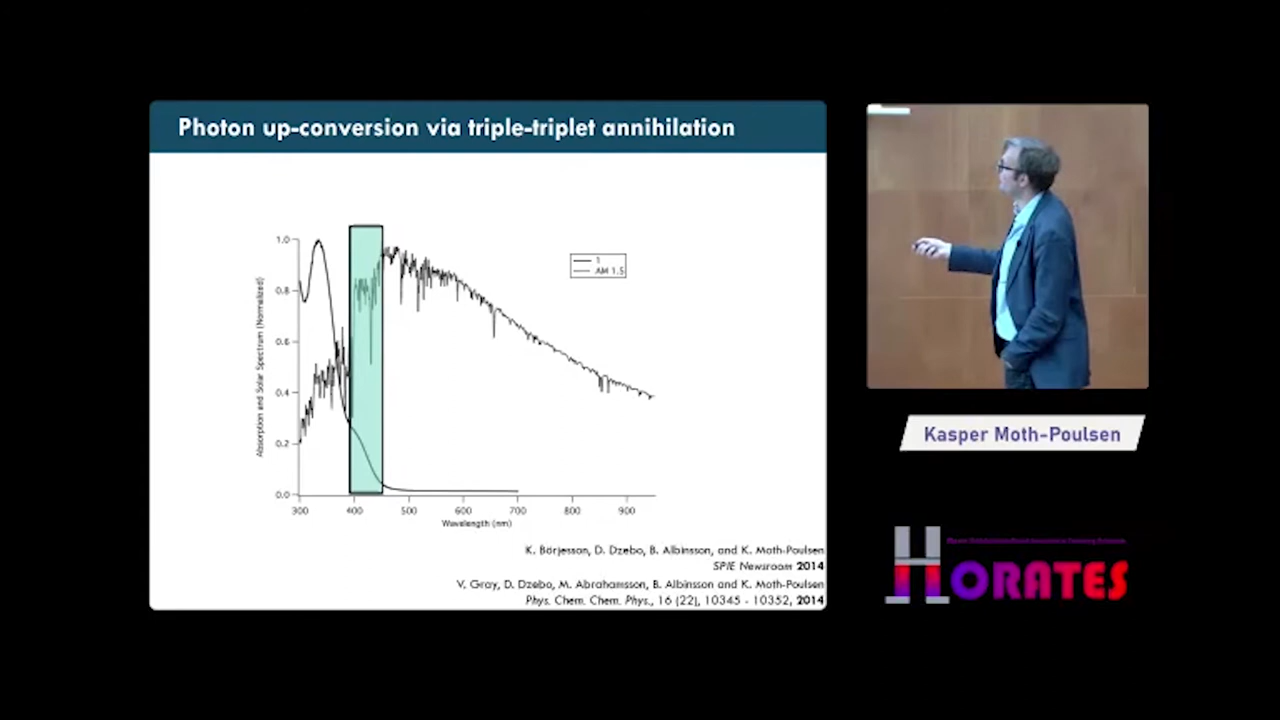 Photon up-conversion via triple-triplet annihilation
1
AM 1.5
1.0
0.8
0.6
0.4
0.2
0.0
Absorption and Solar Spectrum (Normalized)
300 400 500 600 700 800 900
Wavelength (nm)
K. Börjesson, D. Dzebo, B. Albinsson, and K. Moth-Poulsen
SPIE Newsroom 2014
V. Gray, D. Dzebo, M. Abrahamsson, B. Albinsson and K. Moth-Poulsen
Phys. Chem. Chem. Phys., 16 (22), 10345 - 10352, 2014
Kasper Moth-Poulsen
HORATES